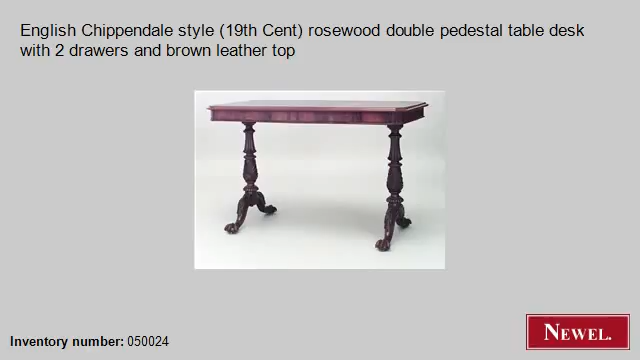 English Chippendale style (19th Cent) rosewood double pedestal table desk
with 2 drawers and brown leather top
NEWEL.
Inventory number: 050024